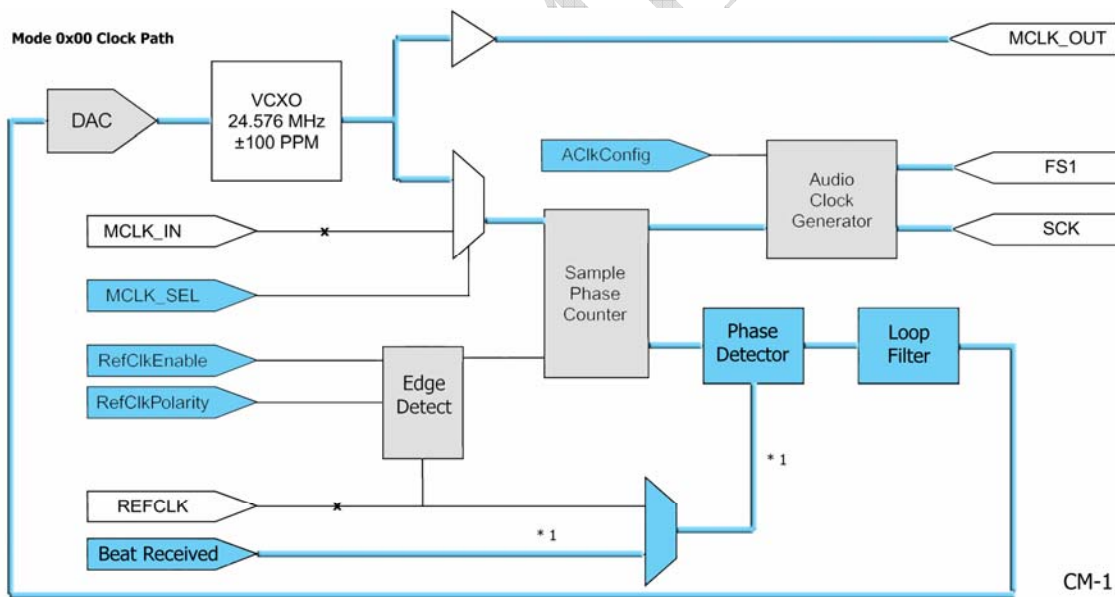 Mode 0x00 Clock Path
MCLK_OUT
DAC
VCXO
24.576 MHz
±100 PPM
AClkConfig
Audio
Clock
Generator
FS1
SCK
MCLK_IN
x
MCLK_SEL
Sample
Phase
Counter
Phase
Detector
Loop
Filter
RefClkEnable
RefClkPolarity
Edge
Detect
* 1
REFCLK
x
* 1
Beat Received
CM-1